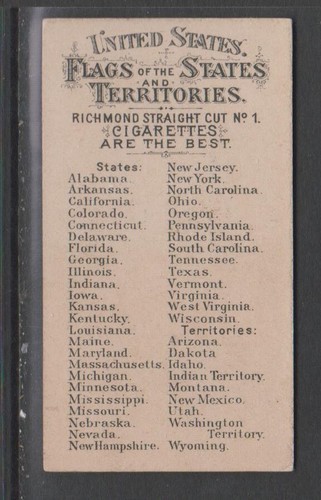 UNITED STATES.
FLAGS OF THE STATES
AND
TERRITORIES.
RICHMOND STRAIGHT CUT Nº 1.
CIGARETTES
ARE THE BEST.
States:
Alabama.
Arkansas.
California.
Colorado.
Connecticut.
Delaware.
Florida.
Georgia.
Illinois.
Indiana.
Iowa.
Kansas.
Kentucky.
Louisiana.
Maine.
Maryland.
Massachusetts.
Michigan.
Minnesota.
Mississippi.
Missouri.
Nebraska.
Nevada.
New Hampshire.
New Jersey.
New York.
North Carolina.
Ohio.
Oregon.
Pennsylvania.
Rhode Island.
South Carolina.
Tennessee.
Texas.
Vermont.
Virginia.
West Virginia.
Wisconsin.
Territories:
Arizona.
Dakota
Idaho.
Indian Territory.
Montana.
New Mexico.
Utah.
Washington
Territory.
Wyoming.